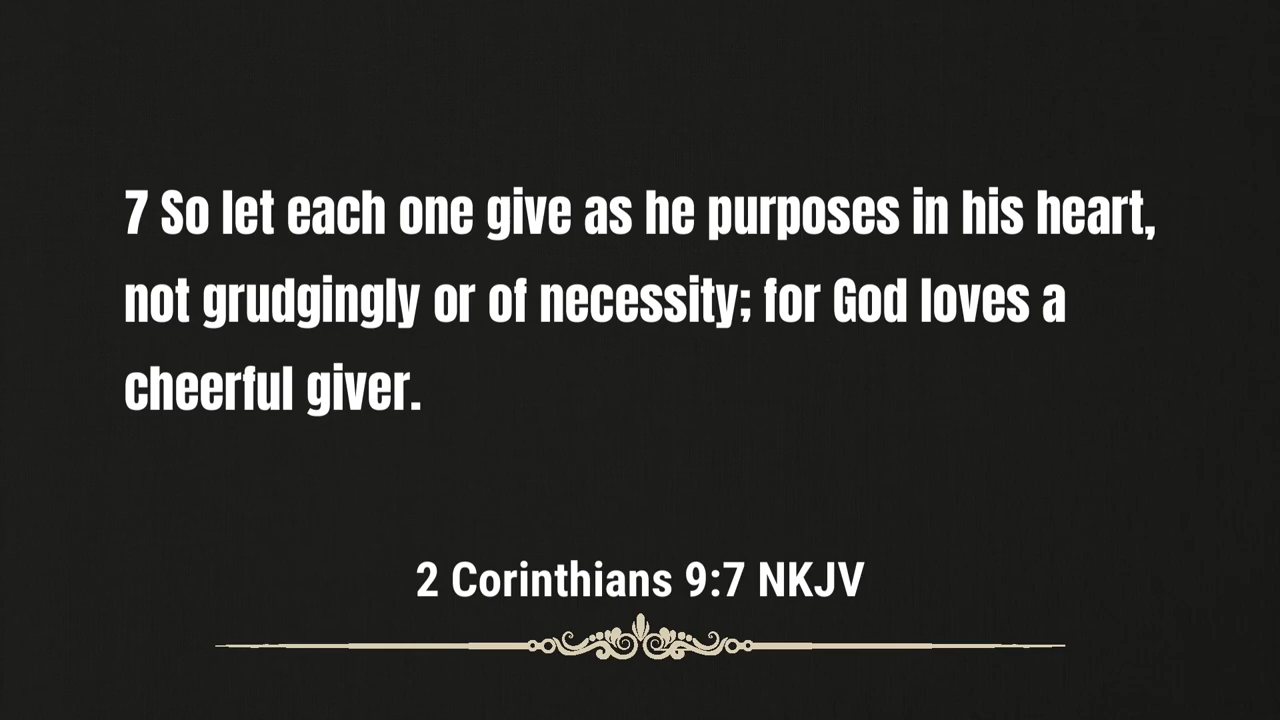 7 So let each one give as he purposes in his heart,
not grudgingly or of necessity; for God loves a
cheerful giver.
2 Corinthians 9:7 NKJV